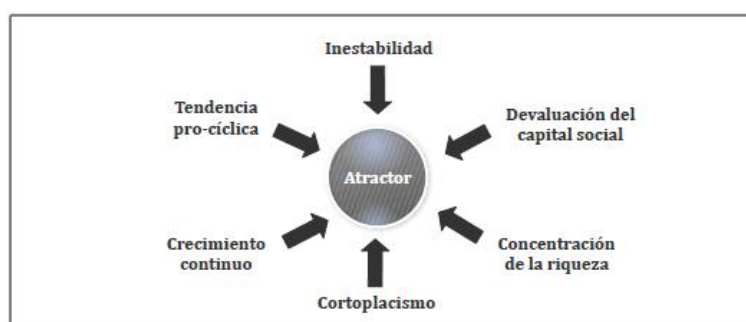 Inestabilidad
Tendencia
pro-cíclica
Devaluación del
capital social
Atractor
Crecimiento
continuo
Concentración
de la riqueza
Cortoplacismo